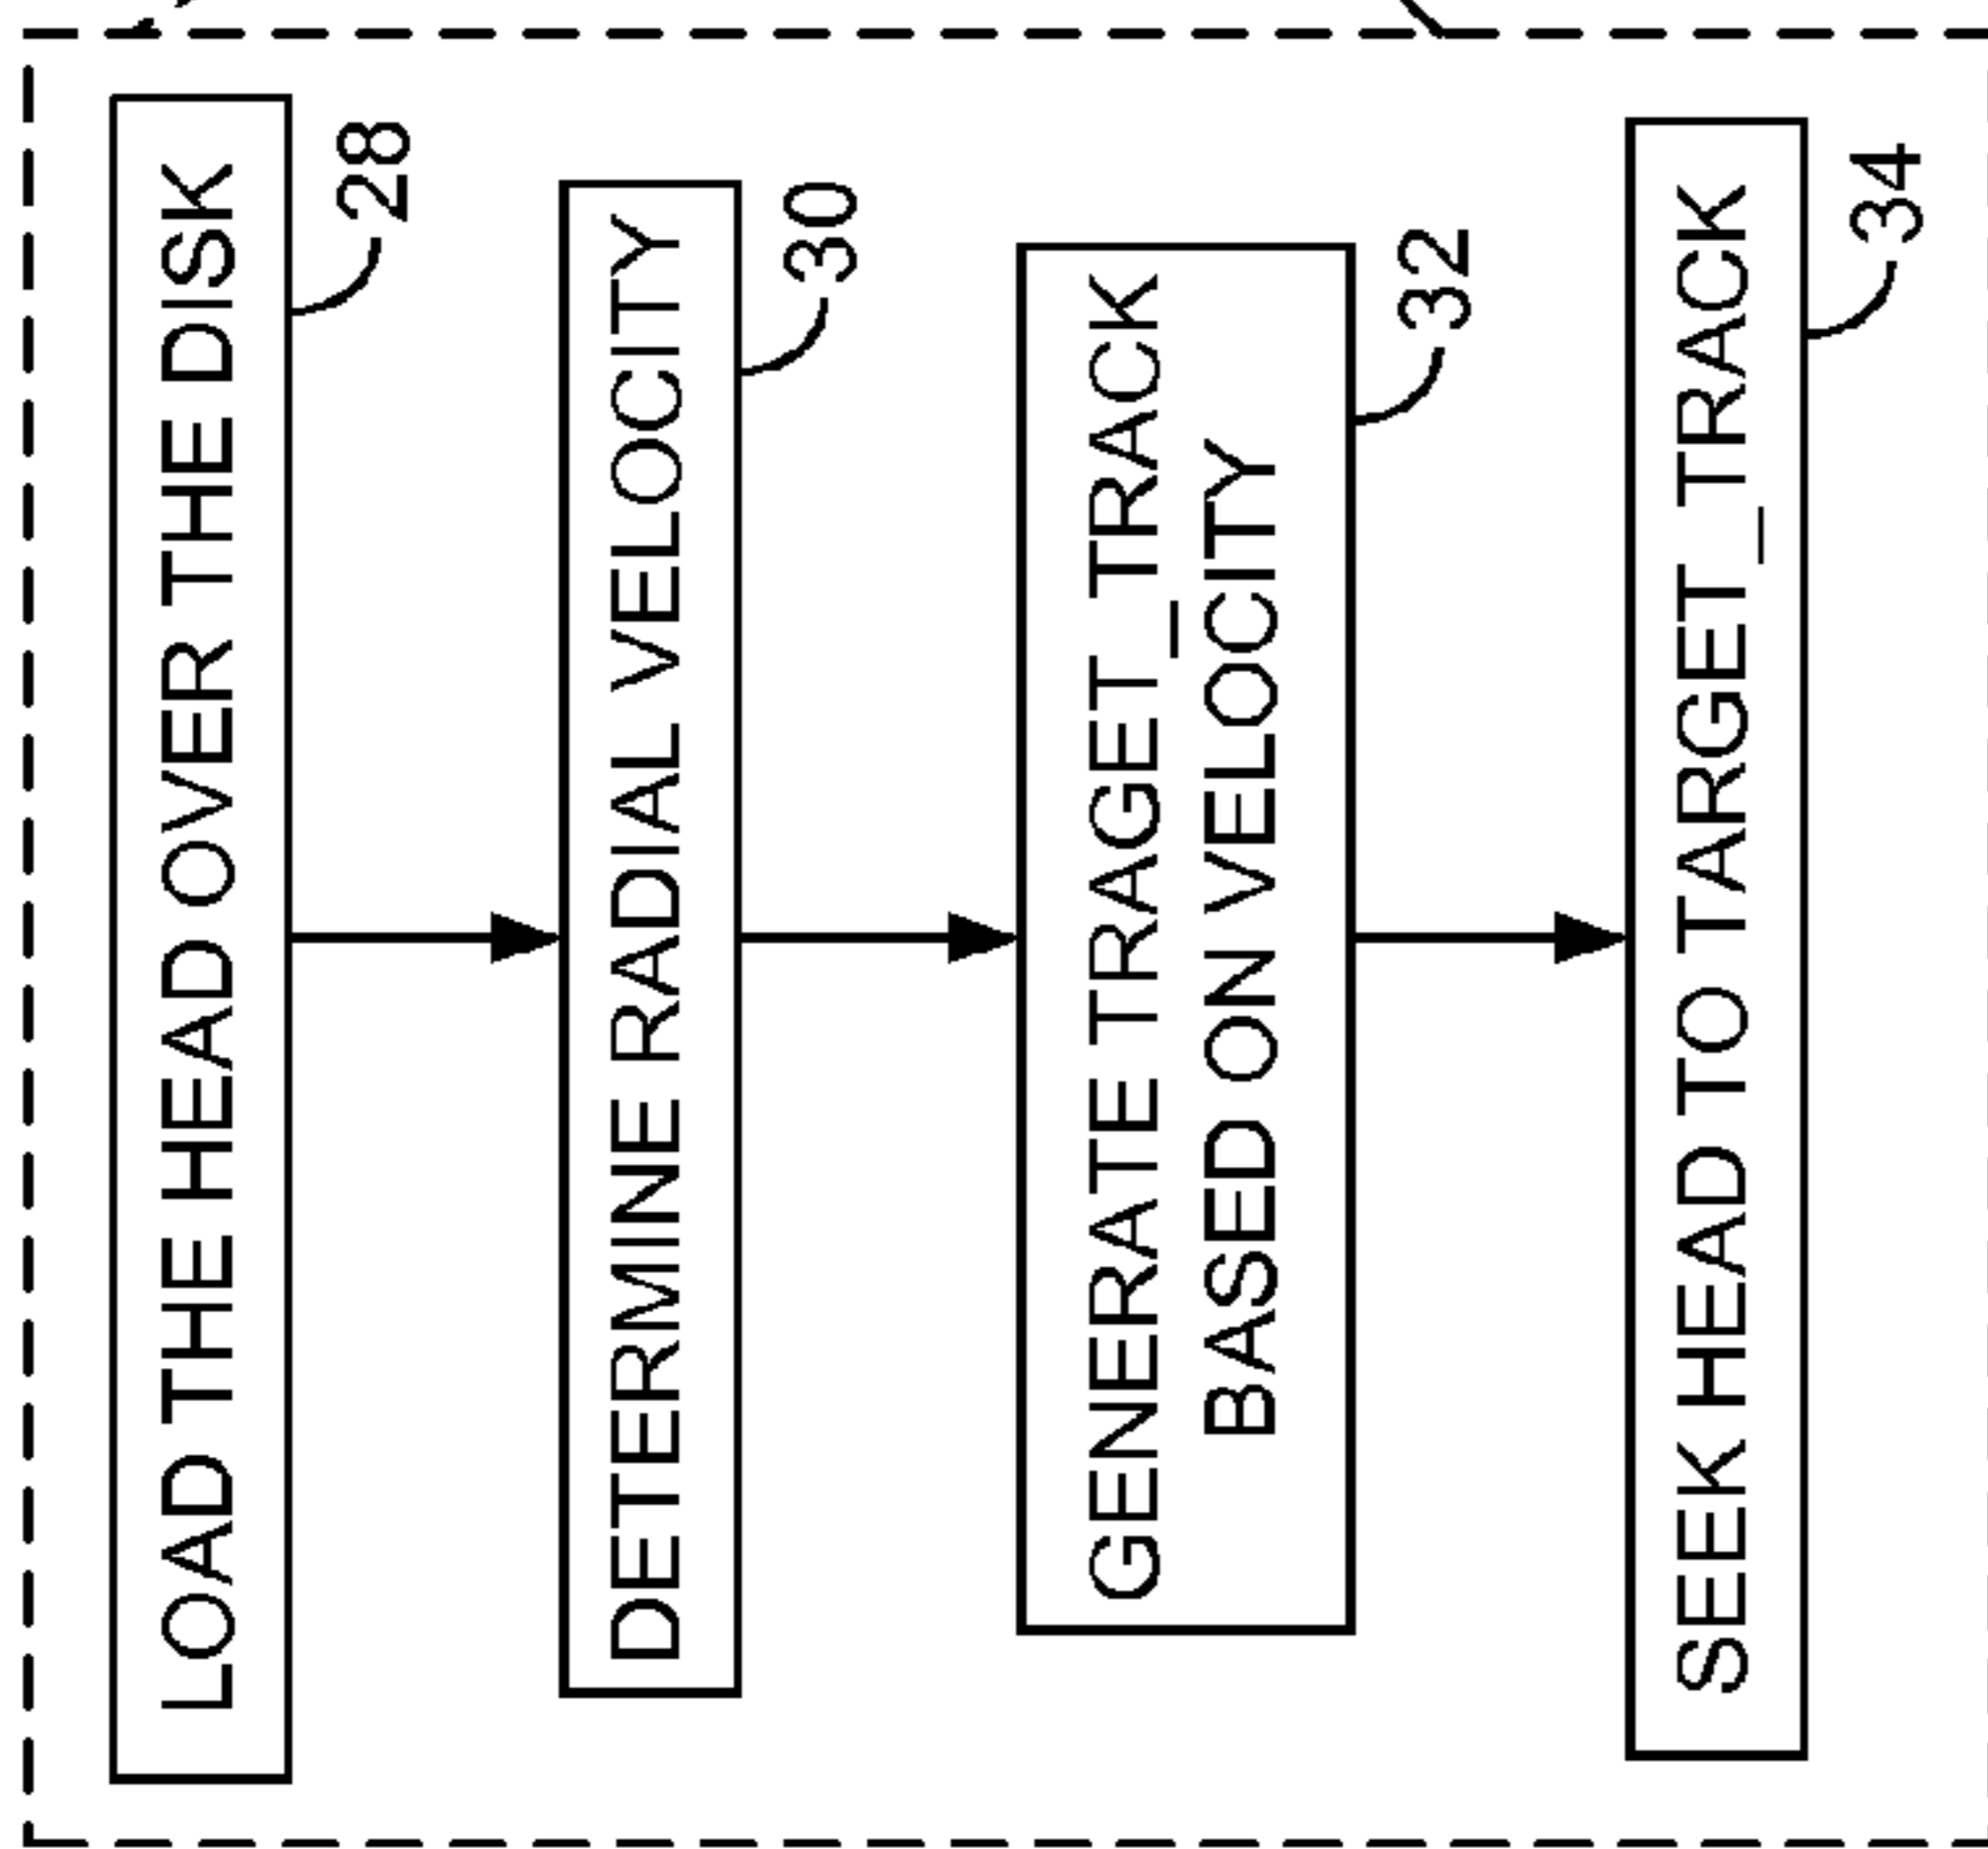 LOAD THE HEAD OVER THE DISK
28
DETERMINE RADIAL VELOCITY
30
GENERATE TRAGET_TRACK
BASED ON VELOCITY
32
SEEK HEAD TO TARGET_TRACK
34